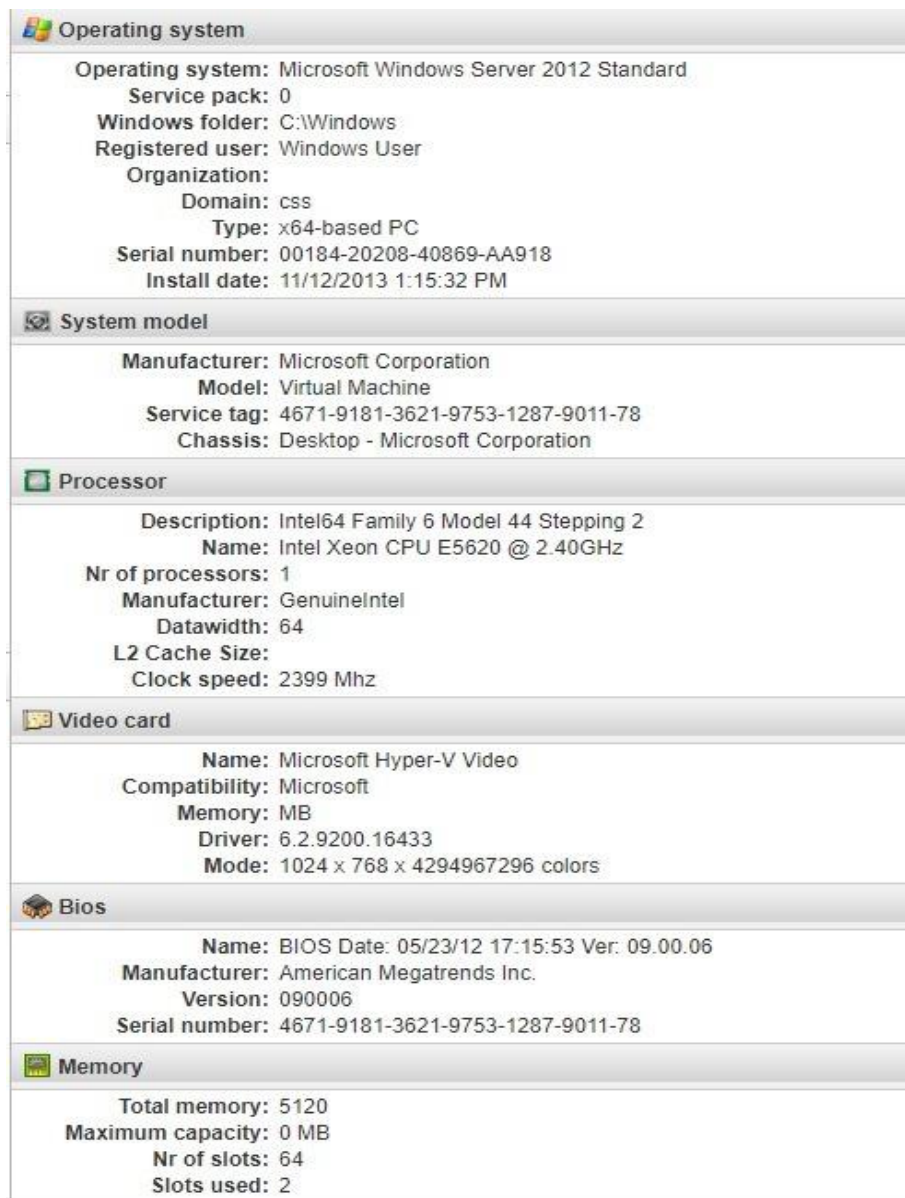 Operating system
Operating system: Microsoft Windows Server 2012 Standard
Service pack: 0
Windows folder: C:\Windows
Registered user: Windows User
Organization:
Domain: css
Type: x64-based PC
Serial number: 00184-20208-40869-AA918
Install date: 11/12/2013 1:15:32 PM
System model
Manufacturer: Microsoft Corporation
Model: Virtual Machine
Service tag: 4671-9181-3621-9753-1287-9011-78
Chassis: Desktop - Microsoft Corporation
Processor
Description: Intel64 Family 6 Model 44 Stepping 2
Name: Intel Xeon CPU E5620 @ 2.40GHz
Nr of processors: 1
Manufacturer: GenuineIntel
Datawidth: 64
L2 Cache Size:
Clock speed: 2399 Mhz
Video card
Name: Microsoft Hyper-V Video
Compatibility: Microsoft
Memory: MB
Driver: 6.2.9200.16433
Mode: 1024 x 768 x 4294967296 colors
Bios
Name: BIOS Date: 05/23/12 17:15:53 Ver: 09.00.06
Manufacturer: American Megatrends Inc.
Version: 090006
Serial number: 4671-9181-3621-9753-1287-9011-78
Memory
Total memory: 5120
Maximum capacity: 0 MB
Nr of slots: 64
Slots used: 2